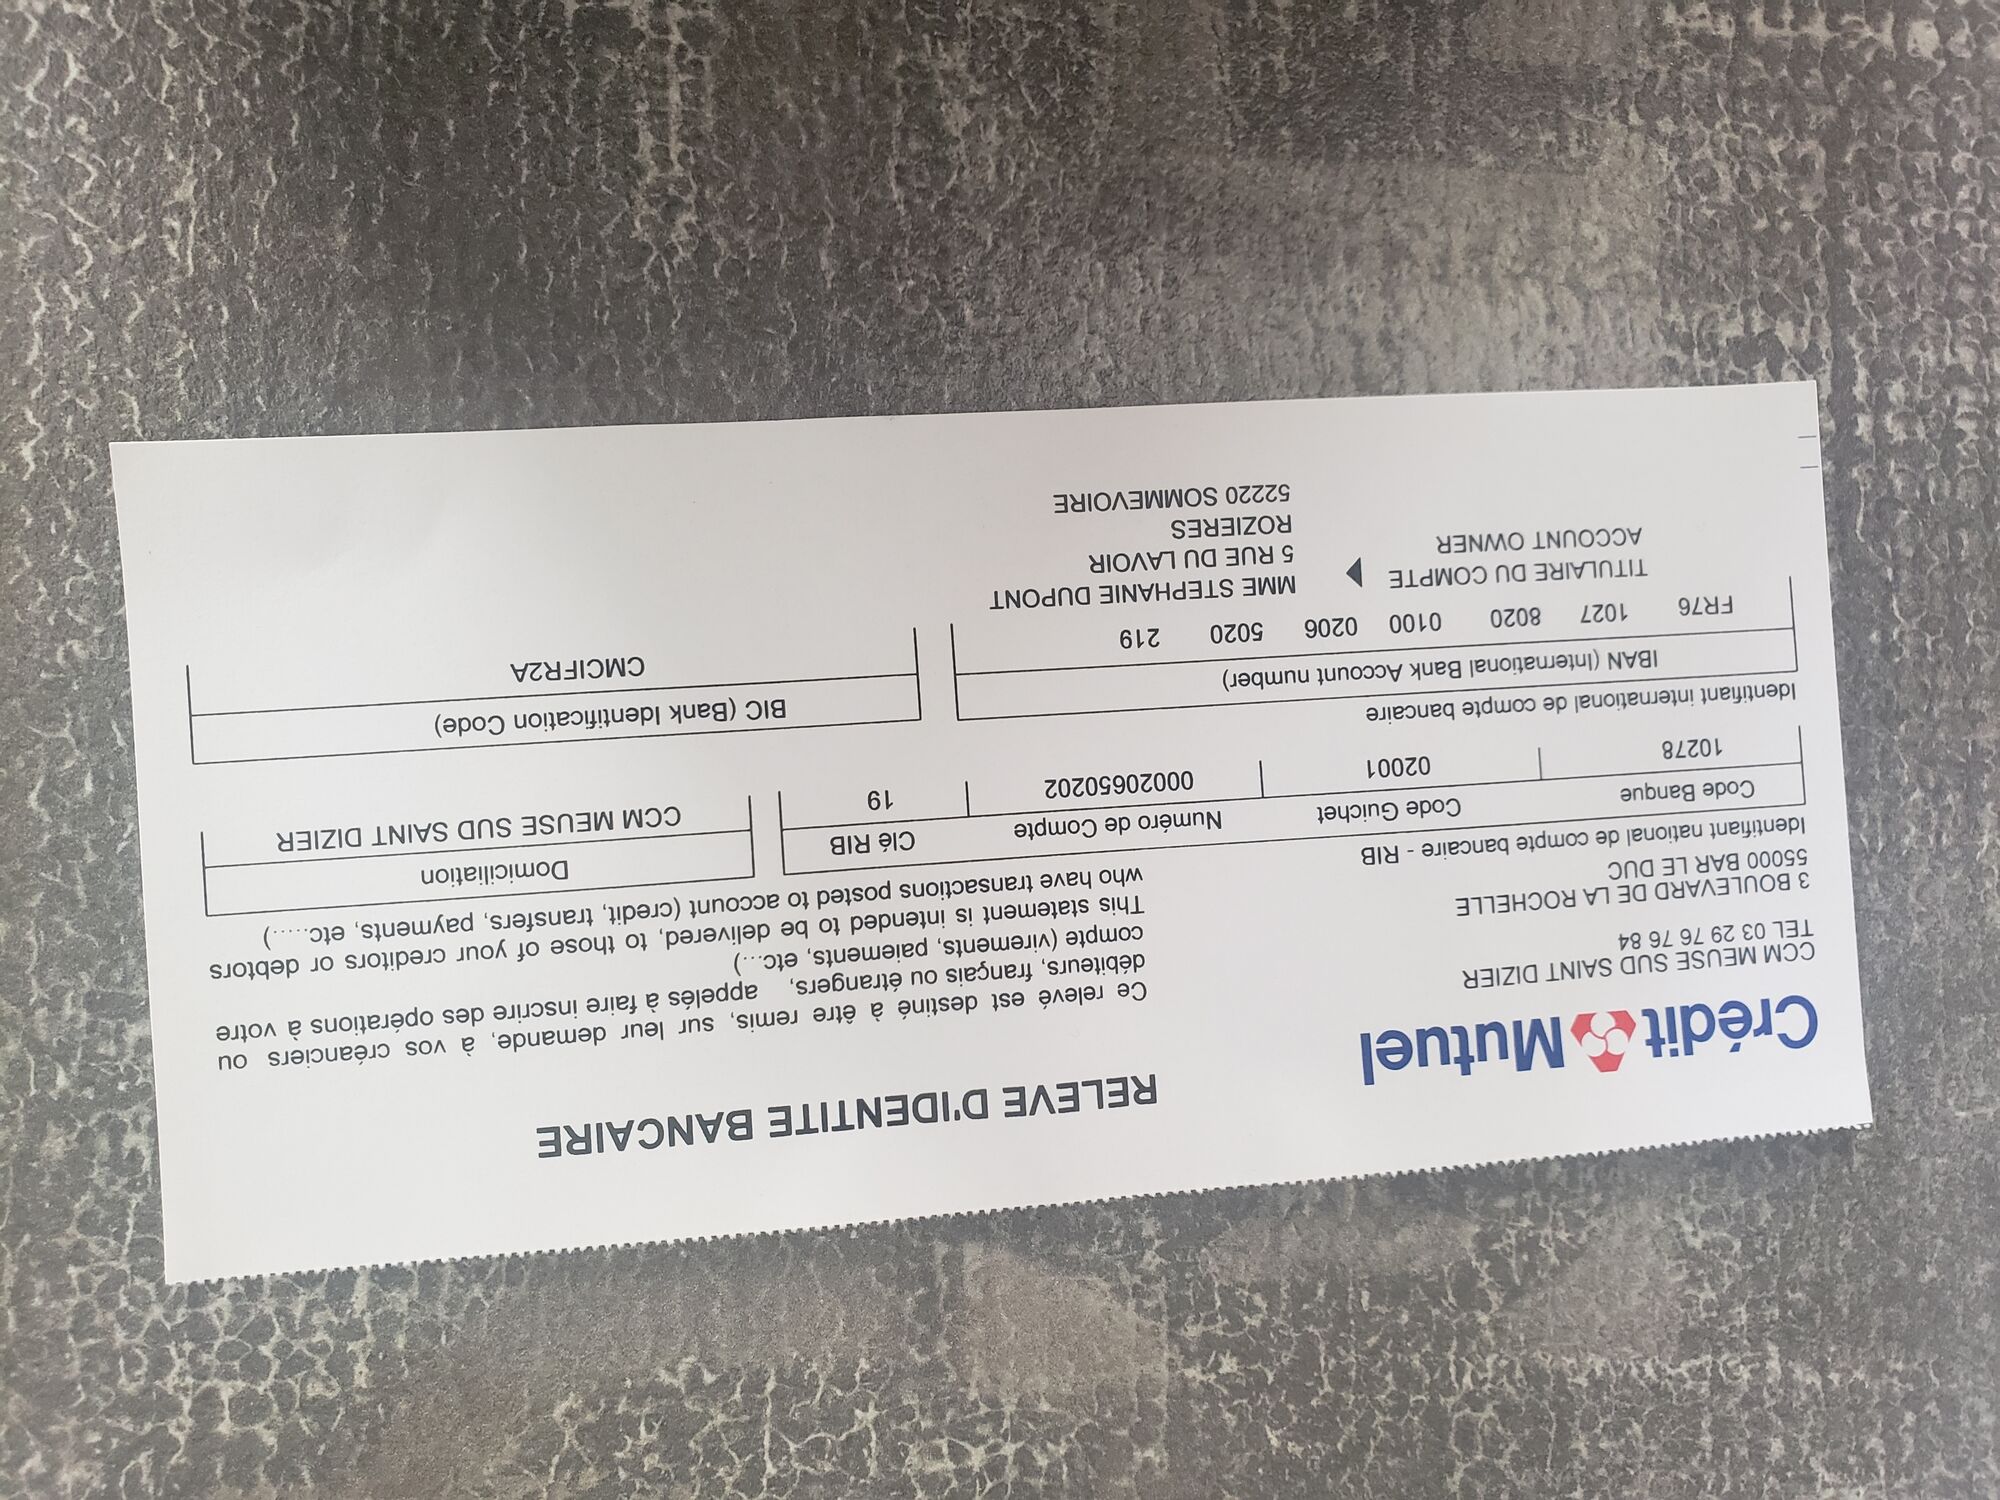 Crédit Mutuel
RELEVE D'IDENTITE BANCAIRE
CCM MEUSE SUD SAINT DIZIER
TEL 03 29 76 76 84
3 BOULEVARD DE LA ROCHELLE
55000 BAR LE DUC
Ce relevé est destiné à être remis, sur leur demande, à vos créanciers ou
débiteurs, français ou étrangers, appelés à faire inscrire des opérations à votre
compte (virements, paiements, etc...)
This statement is intended to be delivered, to those of your creditors or debtors
who have transactions posted to account (credit, transfers, payments, etc.....)
Identifiant national de compte bancaire - RIB
Code Banque Code Guichet Numéro de Compte Clé RIB Domiciliation
10278 02001 00020650202 19 CCM MEUSE SUD SAINT DIZIER
Identifiant international de compte bancaire
IBAN (International Bank Account number) BIC (Bank Identification Code)
FR76 1027 8020 0100 0206 5020 219 CMCIFR2A
TITULAIRE DU COMPTE MME STEPHANIE DUPONT
ACCOUNT OWNER 5 RUE DU LAVOIR
ROZIERES
52220 SOMMEVOIRE